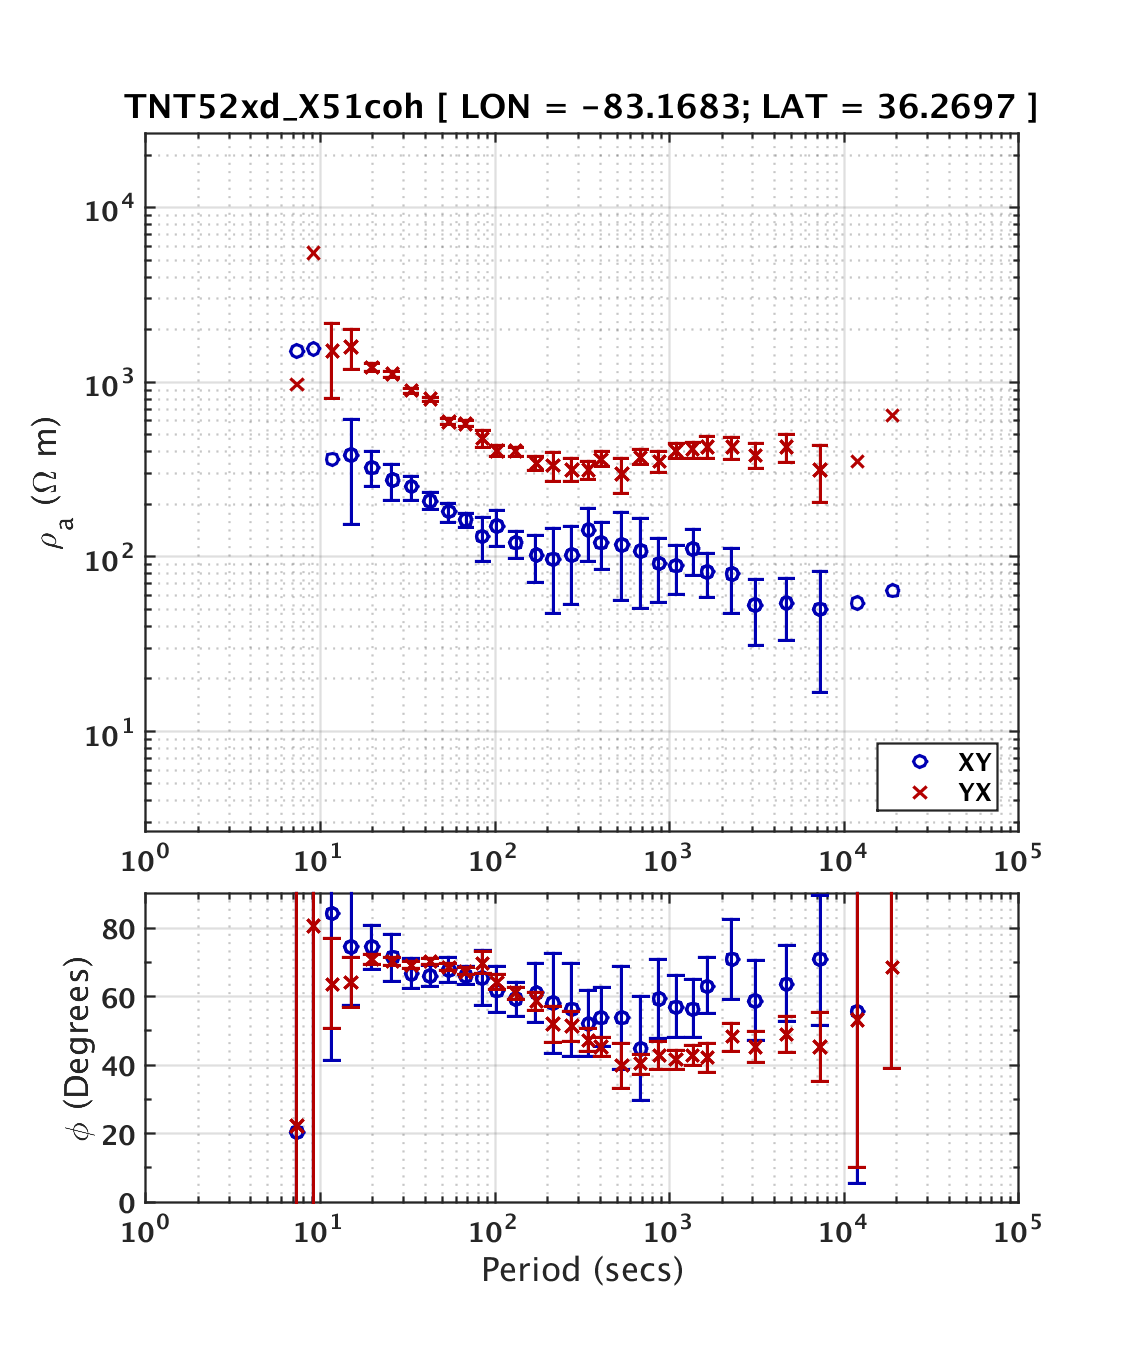 TNT52xd_X51coh [ LON = -83.1683; LAT = 36.2697 ]
ρa (Ω m)
10^4
10^3
10^2
10^1
XY
YX
10^0 10^1 10^2 10^3 10^4 10^5
ϕ (Degrees)
80
60
40
20
0
10^0 10^1 10^2 10^3 10^4 10^5
Period (secs)